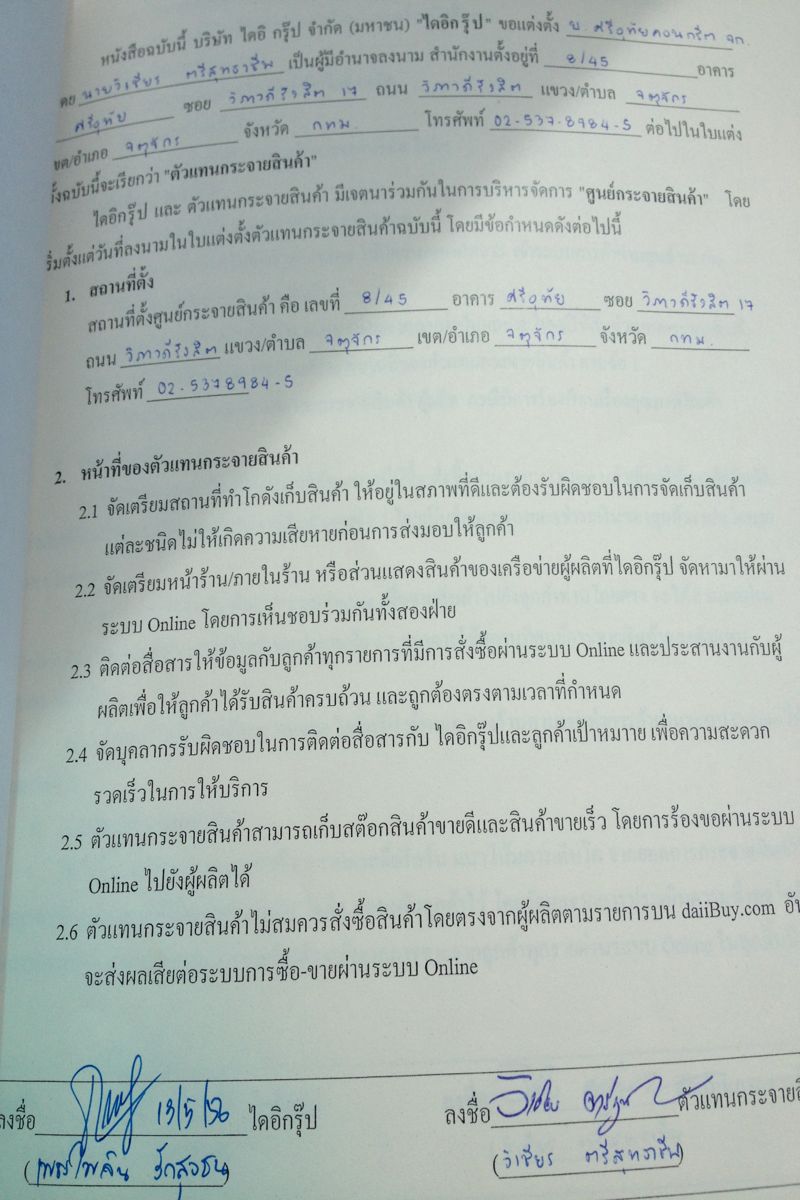 หนังสือฉบับนี้ บริษัท ไดอิ กรุ๊ป จำกัด (มหาชน) "ไดอิกรุ๊ป" ขอแต่งตั้ง บ. ศรีอุทัยคอนกรีต จก.
ดย นายวิเชียร ตรีสุทธาชีพ เป็นผู้มีอำนาจลงนาม สำนักงานตั้งอยู่ที่ 8/45 อาคาร
ศรีอุทัย ซอย วิภาวดีรังสิต 17 ถนน วิภาวดีรังสิต แขวง/ตำบล จตุจักร
ขต/อำเภอ จตุจักร จังหวัด กทม. โทรศัพท์ 02-537-8984-5 ต่อไปในใบแต่ง
ั้งฉบับนี้จะเรียกว่า "ตัวแทนกระจายสินค้า"
ไดอิกรุ๊ป และ ตัวแทนกระจายสินค้า มีเจตนาร่วมกันในการบริหารจัดการ "ศูนย์กระจายสินค้า" โดย
ริ่มตั้งแต่วันที่ลงนามในใบแต่งตั้งตัวแทนกระจายสินค้าฉบับนี้ โดยมีข้อกำหนดดังต่อไปนี้
1. สถานที่ตั้ง
สถานที่ตั้งศูนย์กระจายสินค้า คือ เลขที่ 8/45 อาคาร ศรีอุทัย ซอย วิภาวดีรังสิต 17
ถนน วิภาวดีรังสิต แขวง/ตำบล จตุจักร เขต/อำเภอ จตุจักร จังหวัด กทม.
โทรศัพท์ 02-5378984-5
2. หน้าที่ของตัวแทนกระจายสินค้า
2.1 จัดเตรียมสถานที่ทำโกดังเก็บสินค้า ให้อยู่ในสภาพที่ดีและต้องรับผิดชอบในการจัดเก็บสินค้า
แต่ละชนิดไม่ให้เกิดความเสียหายก่อนการส่งมอบให้ลูกค้า
2.2 จัดเตรียมหน้าร้าน/ภายในร้าน หรือส่วนแสดงสินค้าของเครือข่ายผู้ผลิตที่ไดอิกรุ๊ป จัดหามาให้ผ่าน
ระบบ Online โดยการเห็นชอบร่วมกันทั้งสองฝ่าย
2.3 ติดต่อสื่อสารให้ข้อมูลกับลูกค้าทุกรายการที่มีการสั่งซื้อผ่านระบบ Online และประสานงานกับผู้
ผลิตเพื่อให้ลูกค้าได้รับสินค้าครบถ้วน และถูกต้องตรงตามเวลาที่กำหนด
2.4 จัดบุคลากรรับผิดชอบในการติดต่อสื่อสารกับ ไดอิกรุ๊ปและลูกค้าเป้าหมาาย เพื่อความสะดวก
รวดเร็วในการให้บริการ
2.5 ตัวแทนกระจายสินค้าสามารถเก็บสต๊อกสินค้าขายดีและสินค้าขายเร็ว โดยการร้องขอผ่านระบบ
Online ไปยังผู้ผลิตได้
2.6 ตัวแทนกระจายสินค้าไม่สมควรสั่งซื้อสินค้าโดยตรงจากผู้ผลิตตามรายการบน daiiBuy.com อัน
จะส่งผลเสียต่อระบบการซื้อ-ขายผ่านระบบ Online
ลงชื่อ 13/5/56 ไดอิกรุ๊ป ลงชื่อ ตัวแทนกระจายสิ
(วิเชียร ตรีสุทธาชีพ)